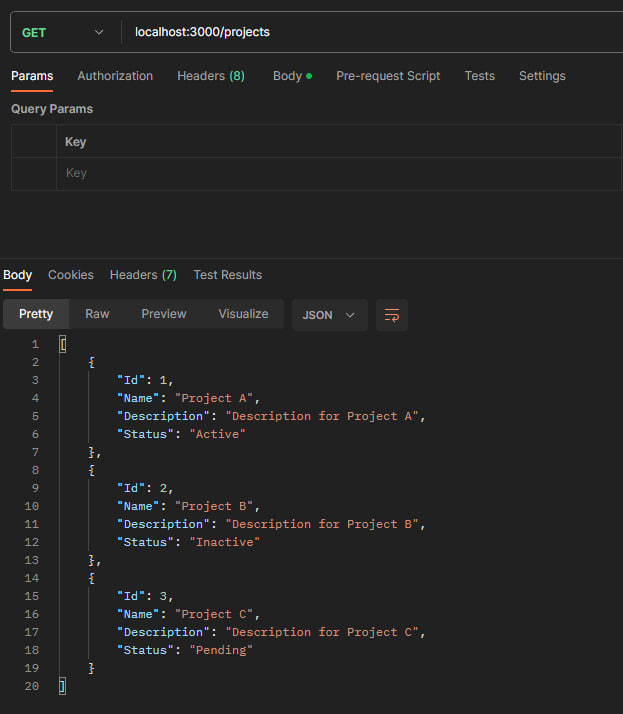 GET localhost:3000/projects
Params Authorization Headers (8) Body Pre-request Script Tests Settings
Query Params
Key
Key
Body Cookies Headers (7) Test Results
Pretty Raw Preview Visualize JSON
1 [
2 {
3 "Id": 1,
4 "Name": "Project A",
5 "Description": "Description for Project A",
6 "Status": "Active"
7 },
8 {
9 "Id": 2,
10 "Name": "Project B",
11 "Description": "Description for Project B",
12 "Status": "Inactive"
13 },
14 {
15 "Id": 3,
16 "Name": "Project C",
17 "Description": "Description for Project C",
18 "Status": "Pending"
19 }
20 ]